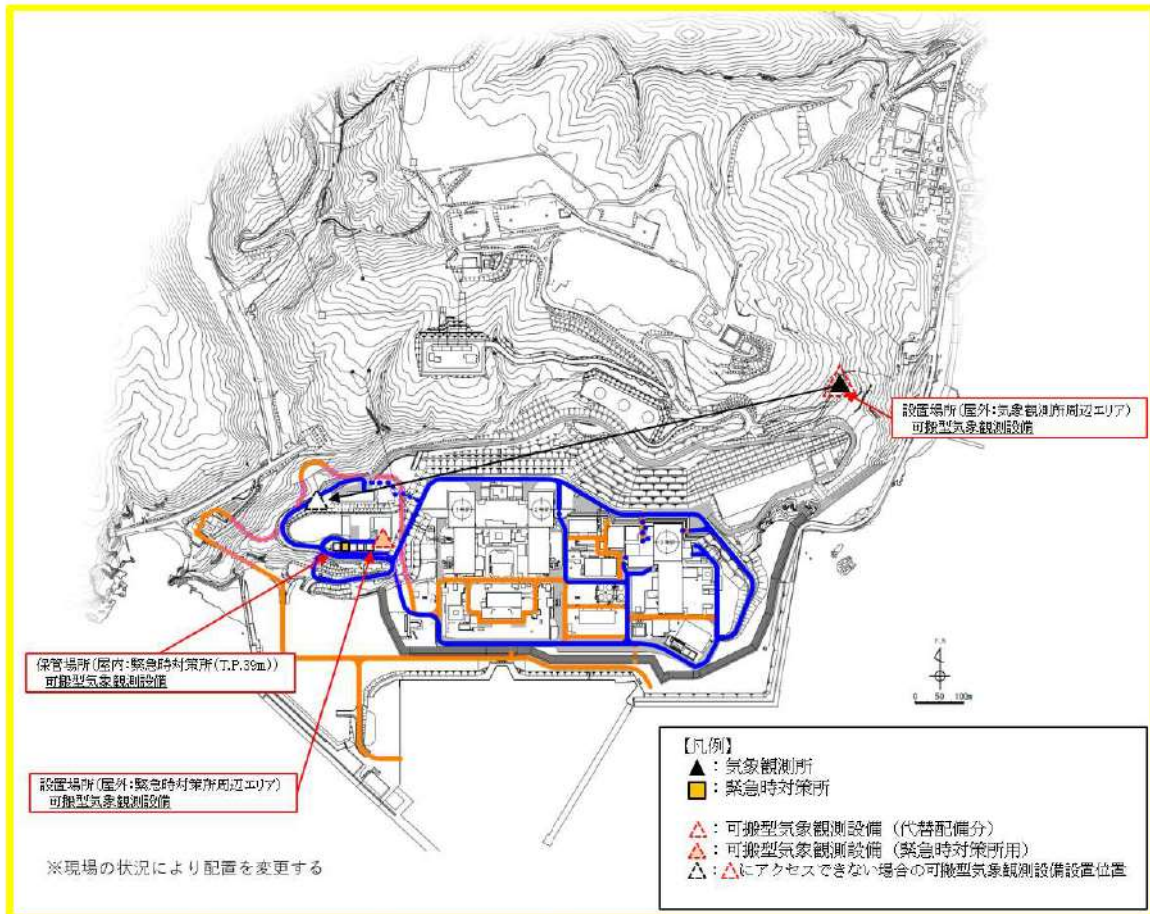 設置場所(屋外:気象観測所周辺エリア)
可搬型気象観測設備
保管場所(屋内:緊急時対策所(T.P.39m))
可搬型気象観測設備
設置場所(屋外:緊急時対策所周辺エリア)
可搬型気象観測設備
0 50 100m
※現場の状況により配置を変更する
【凡例】
▲:気象観測所
:緊急時対策所
△:可搬型気象観測設備(代替配備分)
△:可搬型気象観測設備(緊急時対策所用)
△:△にアクセスできない場合の可搬型気象観測設備設置位置